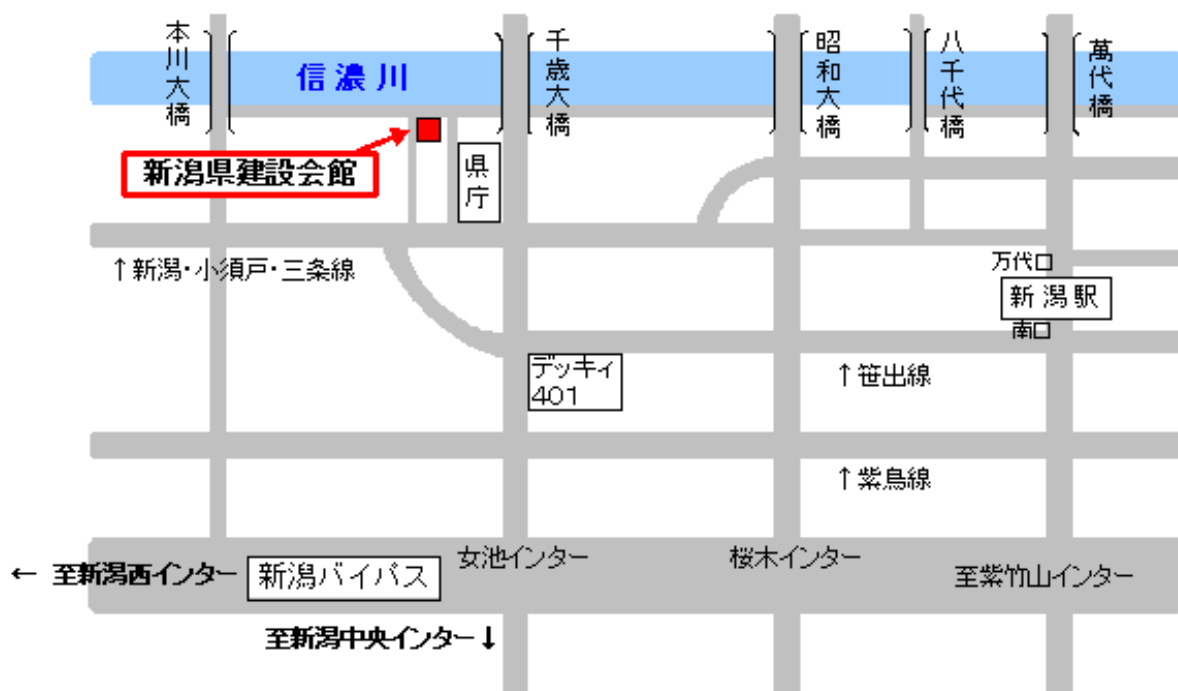 本川大橋
信濃川
千歳大橋
昭和大橋
八千代橋
萬代橋
新潟県建設会館
県庁
↑新潟・小須戸・三条線
万代口
新潟駅
南口
デッキィ
401
↑笹出線
↑紫鳥線
女池インター
桜木インター
← 至新潟西インター
新潟バイパス
至紫竹山インター
至新潟中央インター↓